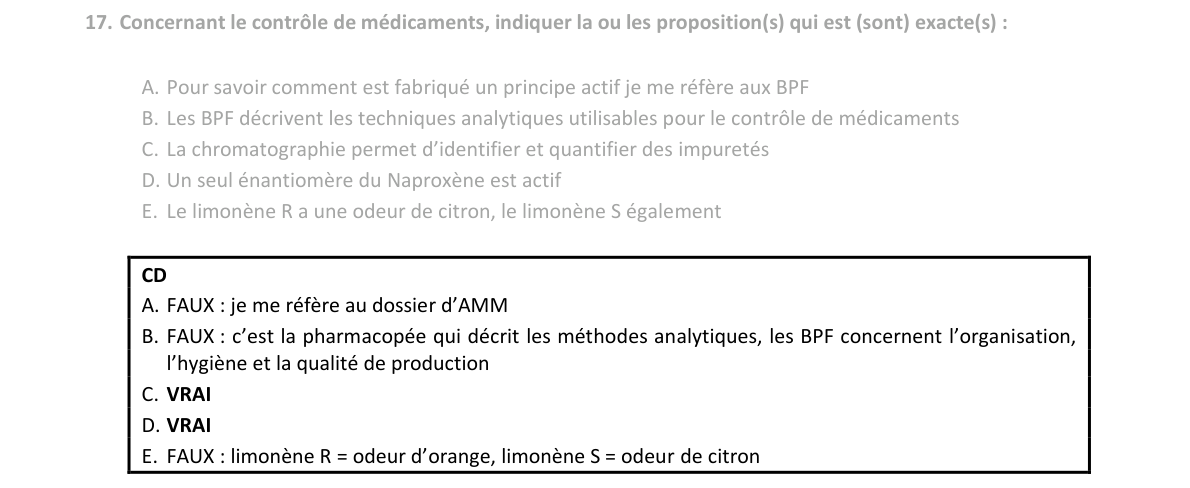 17. Concernant le contrôle de médicaments, indiquer la ou les proposition(s) qui est (sont) exacte(s) :
A. Pour savoir comment est fabriqué un principe actif je me réfère aux BPF
B. Les BPF décrivent les techniques analytiques utilisables pour le contrôle de médicaments
C. La chromatographie permet d’identifier et quantifier des impuretés
D. Un seul énantiomère du Naproxène est actif
E. Le limonène R a une odeur de citron, le limonène S également
CD
A. FAUX : je me réfère au dossier d’AMM
B. FAUX : c’est la pharmacopée qui décrit les méthodes analytiques, les BPF concernent l’organisation,
l’hygiène et la qualité de production
C. VRAI
D. VRAI
E. FAUX : limonène R = odeur d’orange, limonène S = odeur de citron